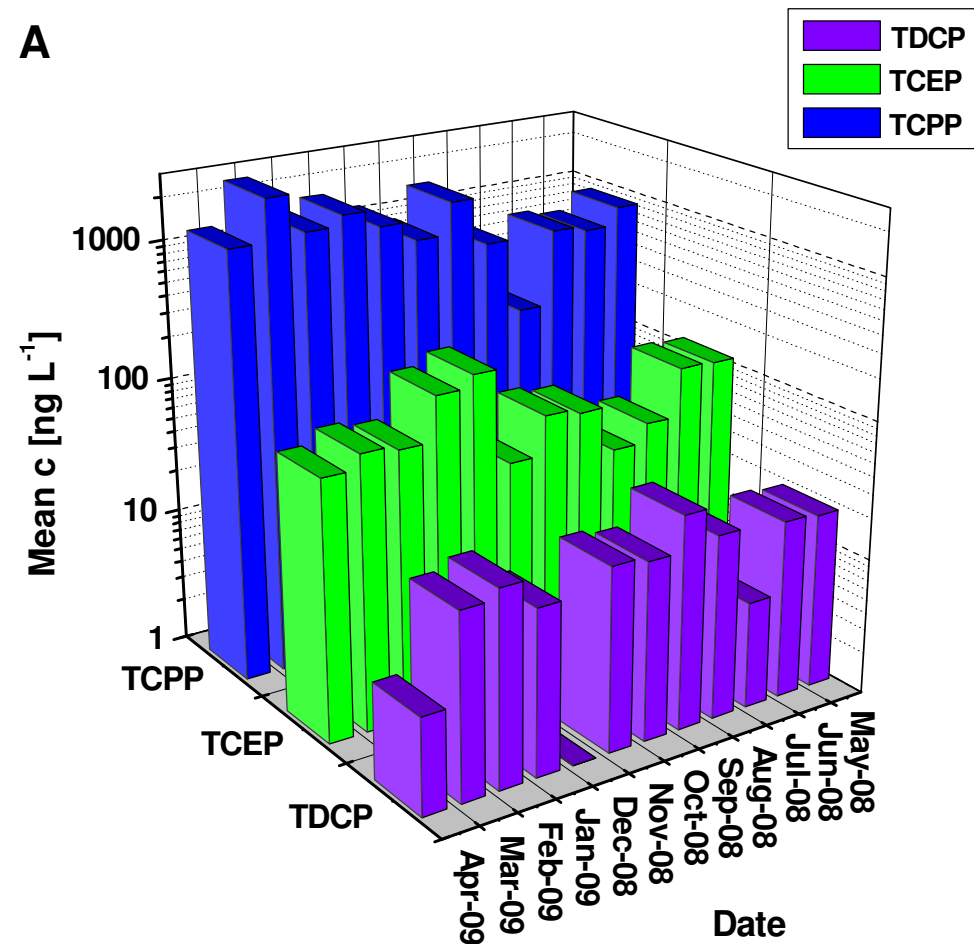 A
TDCP
TCEP
TCPP
Mean c [ng L⁻¹]
1000
100
10
1
TCPP
TCEP
TDCP
Apr-09
Mar-09
Feb-09
Jan-09
Dec-08
Nov-08
Oct-08
Sep-08
Aug-08
Jul-08
Jun-08
May-08
Date